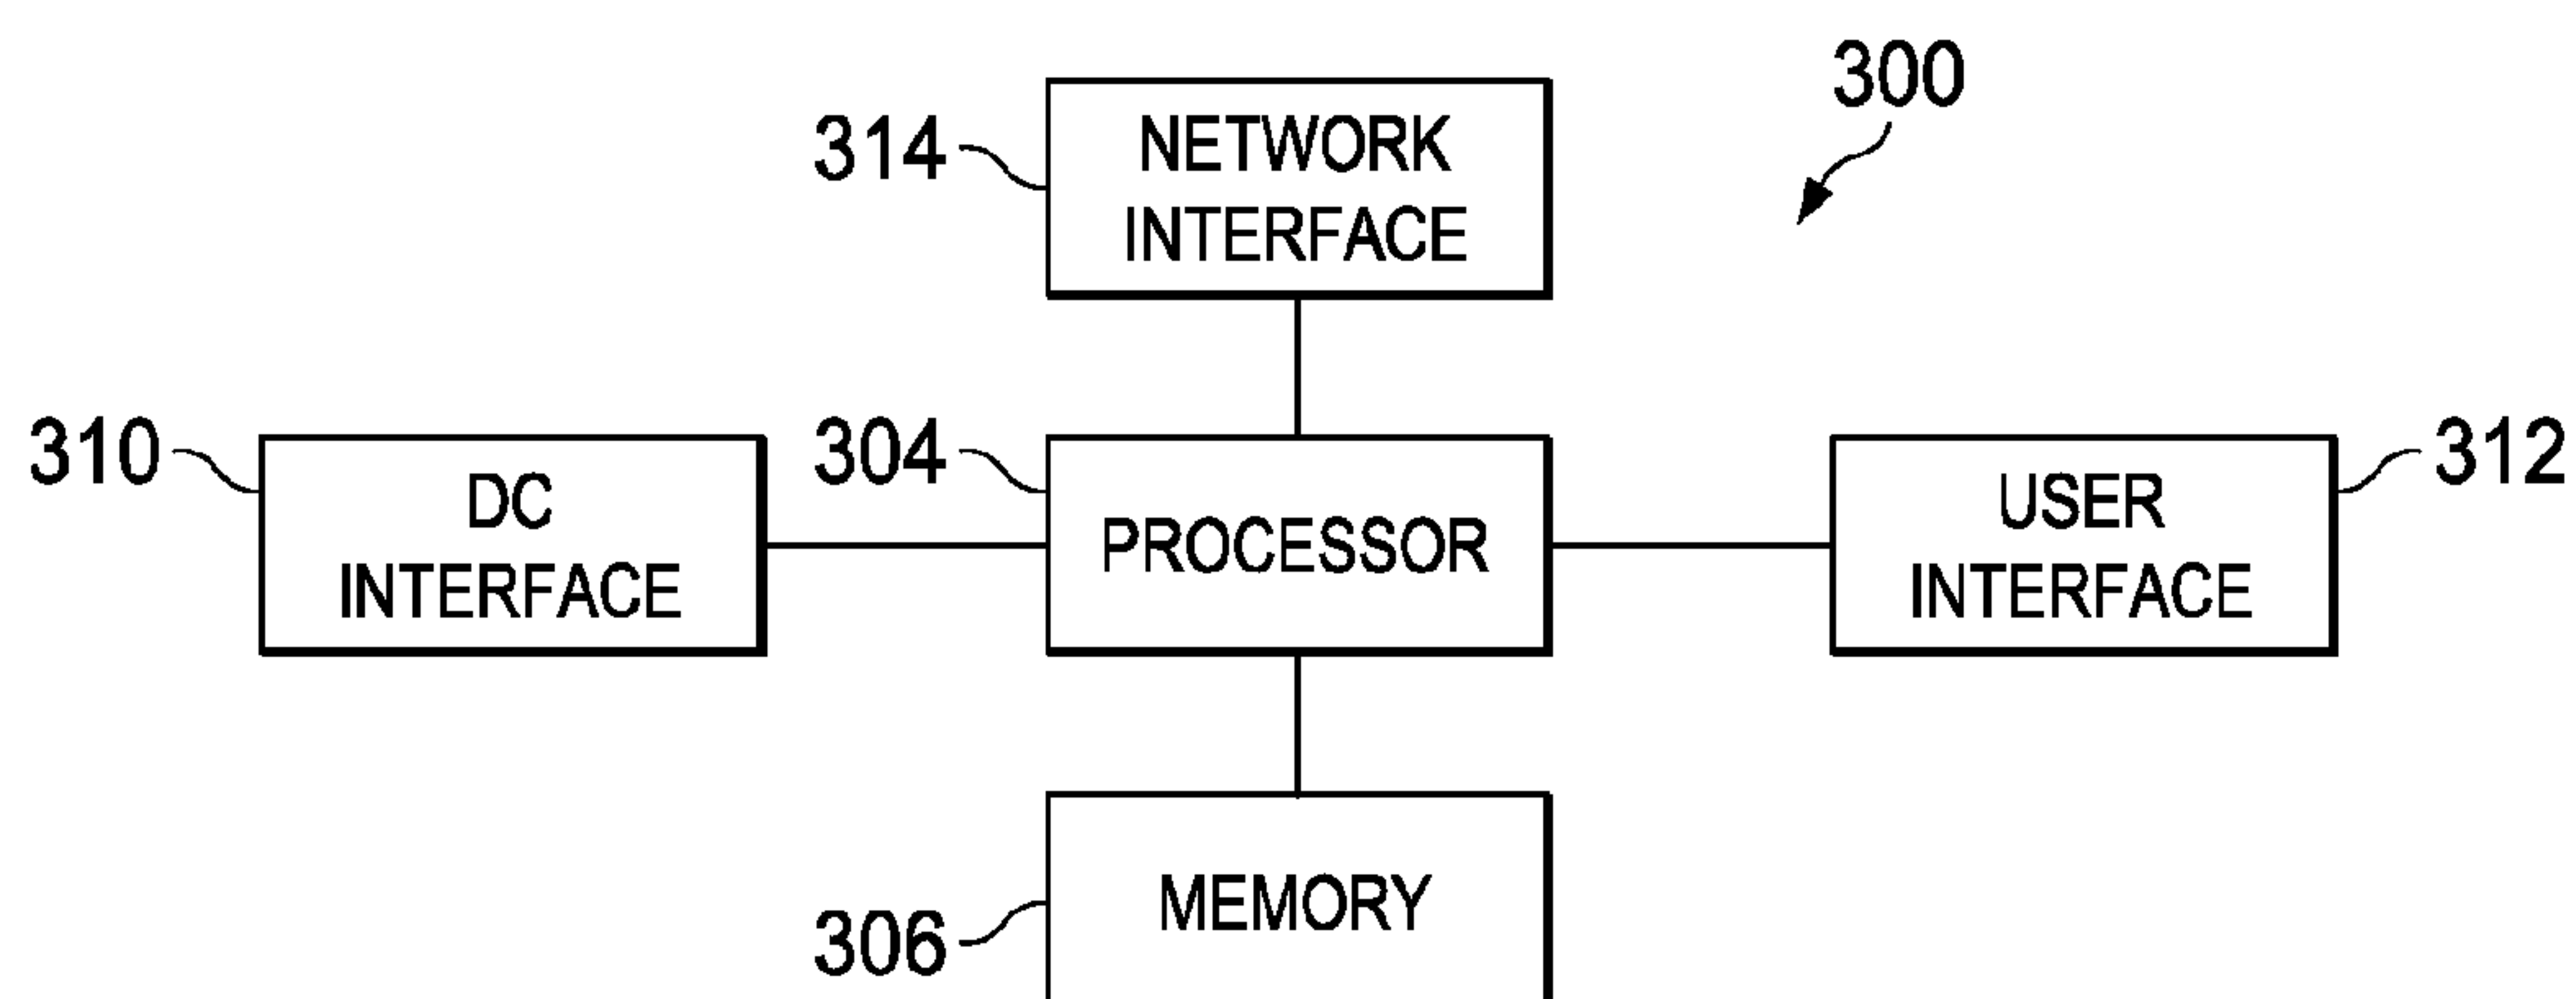 300
314
NETWORK
INTERFACE
310
DC
INTERFACE
304
PROCESSOR
USER
INTERFACE
312
MEMORY
306